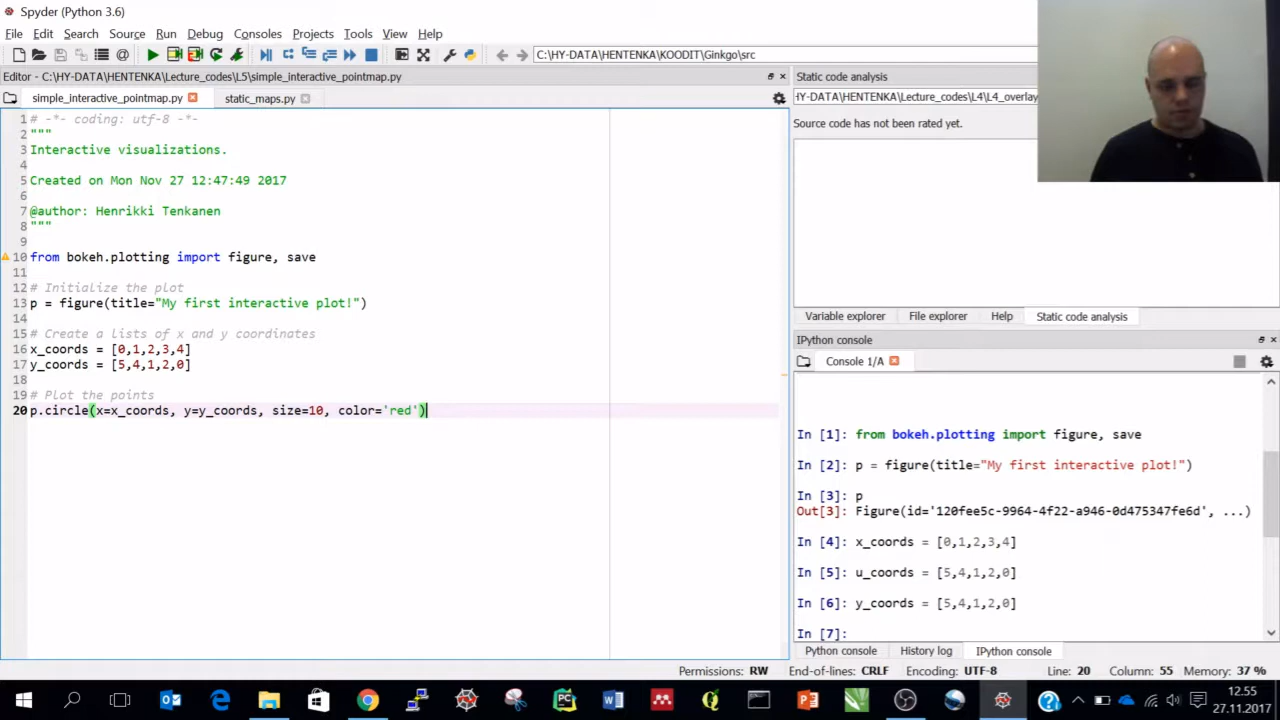 Spyder (Python 3.6)
File Edit Search Source Run Debug Consoles Projects Tools View Help
C:\HY-DATA\HENTENKA\KOODIT\Ginkgo\src
Editor - C:\HY-DATA\HENTENKA\Lecture_codes\L5\simple_interactive_pointmap.py
simple_interactive_pointmap.py static_maps.py
1 # -*- coding: utf-8 -*-
2 """
3 Interactive visualizations.
4
5 Created on Mon Nov 27 12:47:49 2017
6
7 @author: Henrikki Tenkanen
8 """
9
10 from bokeh.plotting import figure, save
11
12 # Initialize the plot
13 p = figure(title="My first interactive plot!")
14
15 # Create a lists of x and y coordinates
16 x_coords = [0,1,2,3,4]
17 y_coords = [5,4,1,2,0]
18
19 # Plot the points
20 p.circle(x=x_coords, y=y_coords, size=10, color='red')
Static code analysis
HY-DATA\HENTENKA\Lecture_codes\L4\L4_overlay
Source code has not been rated yet.
Variable explorer File explorer Help Static code analysis
IPython console
Console 1/A
In [1]: from bokeh.plotting import figure, save
In [2]: p = figure(title="My first interactive plot!")
In [3]: p
Out[3]: Figure(id='120fee5c-9964-4f22-a946-0d475347fe6d', ...)
In [4]: x_coords = [0,1,2,3,4]
In [5]: u_coords = [5,4,1,2,0]
In [6]: y_coords = [5,4,1,2,0]
In [7]:
Python console History log IPython console
Permissions: RW End-of-lines: CRLF Encoding: UTF-8 Line: 20 Column: 55 Memory: 37 %
12.55
27.11.2017